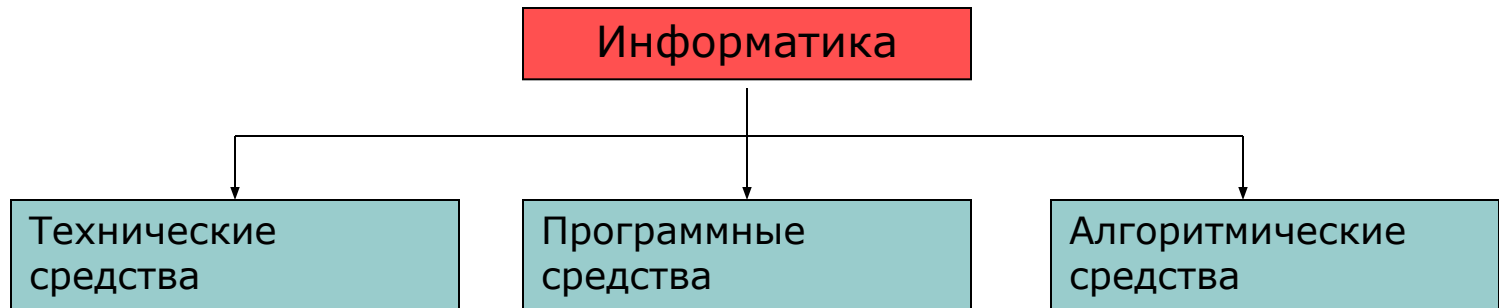 Информатика
Технические
средства
Программные
средства
Алгоритмические
средства